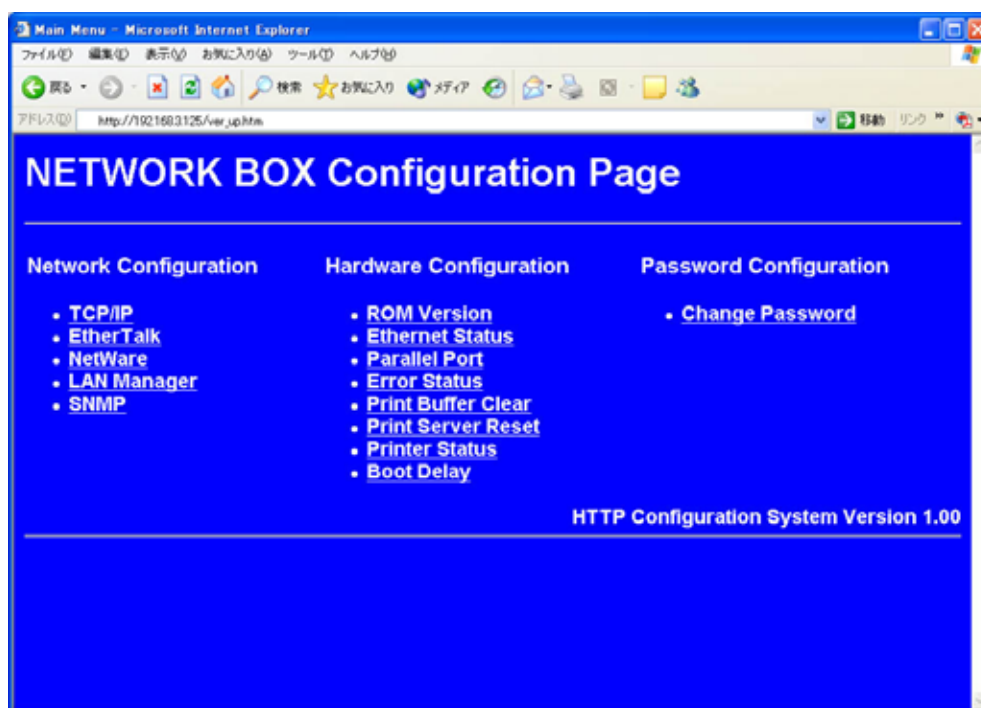 Main Menu - Microsoft Internet Explorer
ファイル(F) 編集(E) 表示(V) お気に入り(A) ツール(T) ヘルプ(H)
戻る 検索 お気に入り メディア
アドレス(D) http://192.168.3.125/ver_up.htm 移動 リンク »
NETWORK BOX Configuration Page
Network Configuration
• TCP/IP
• EtherTalk
• NetWare
• LAN Manager
• SNMP
Hardware Configuration
• ROM Version
• Ethernet Status
• Parallel Port
• Error Status
• Print Buffer Clear
• Print Server Reset
• Printer Status
• Boot Delay
Password Configuration
• Change Password
HTTP Configuration System Version 1.00